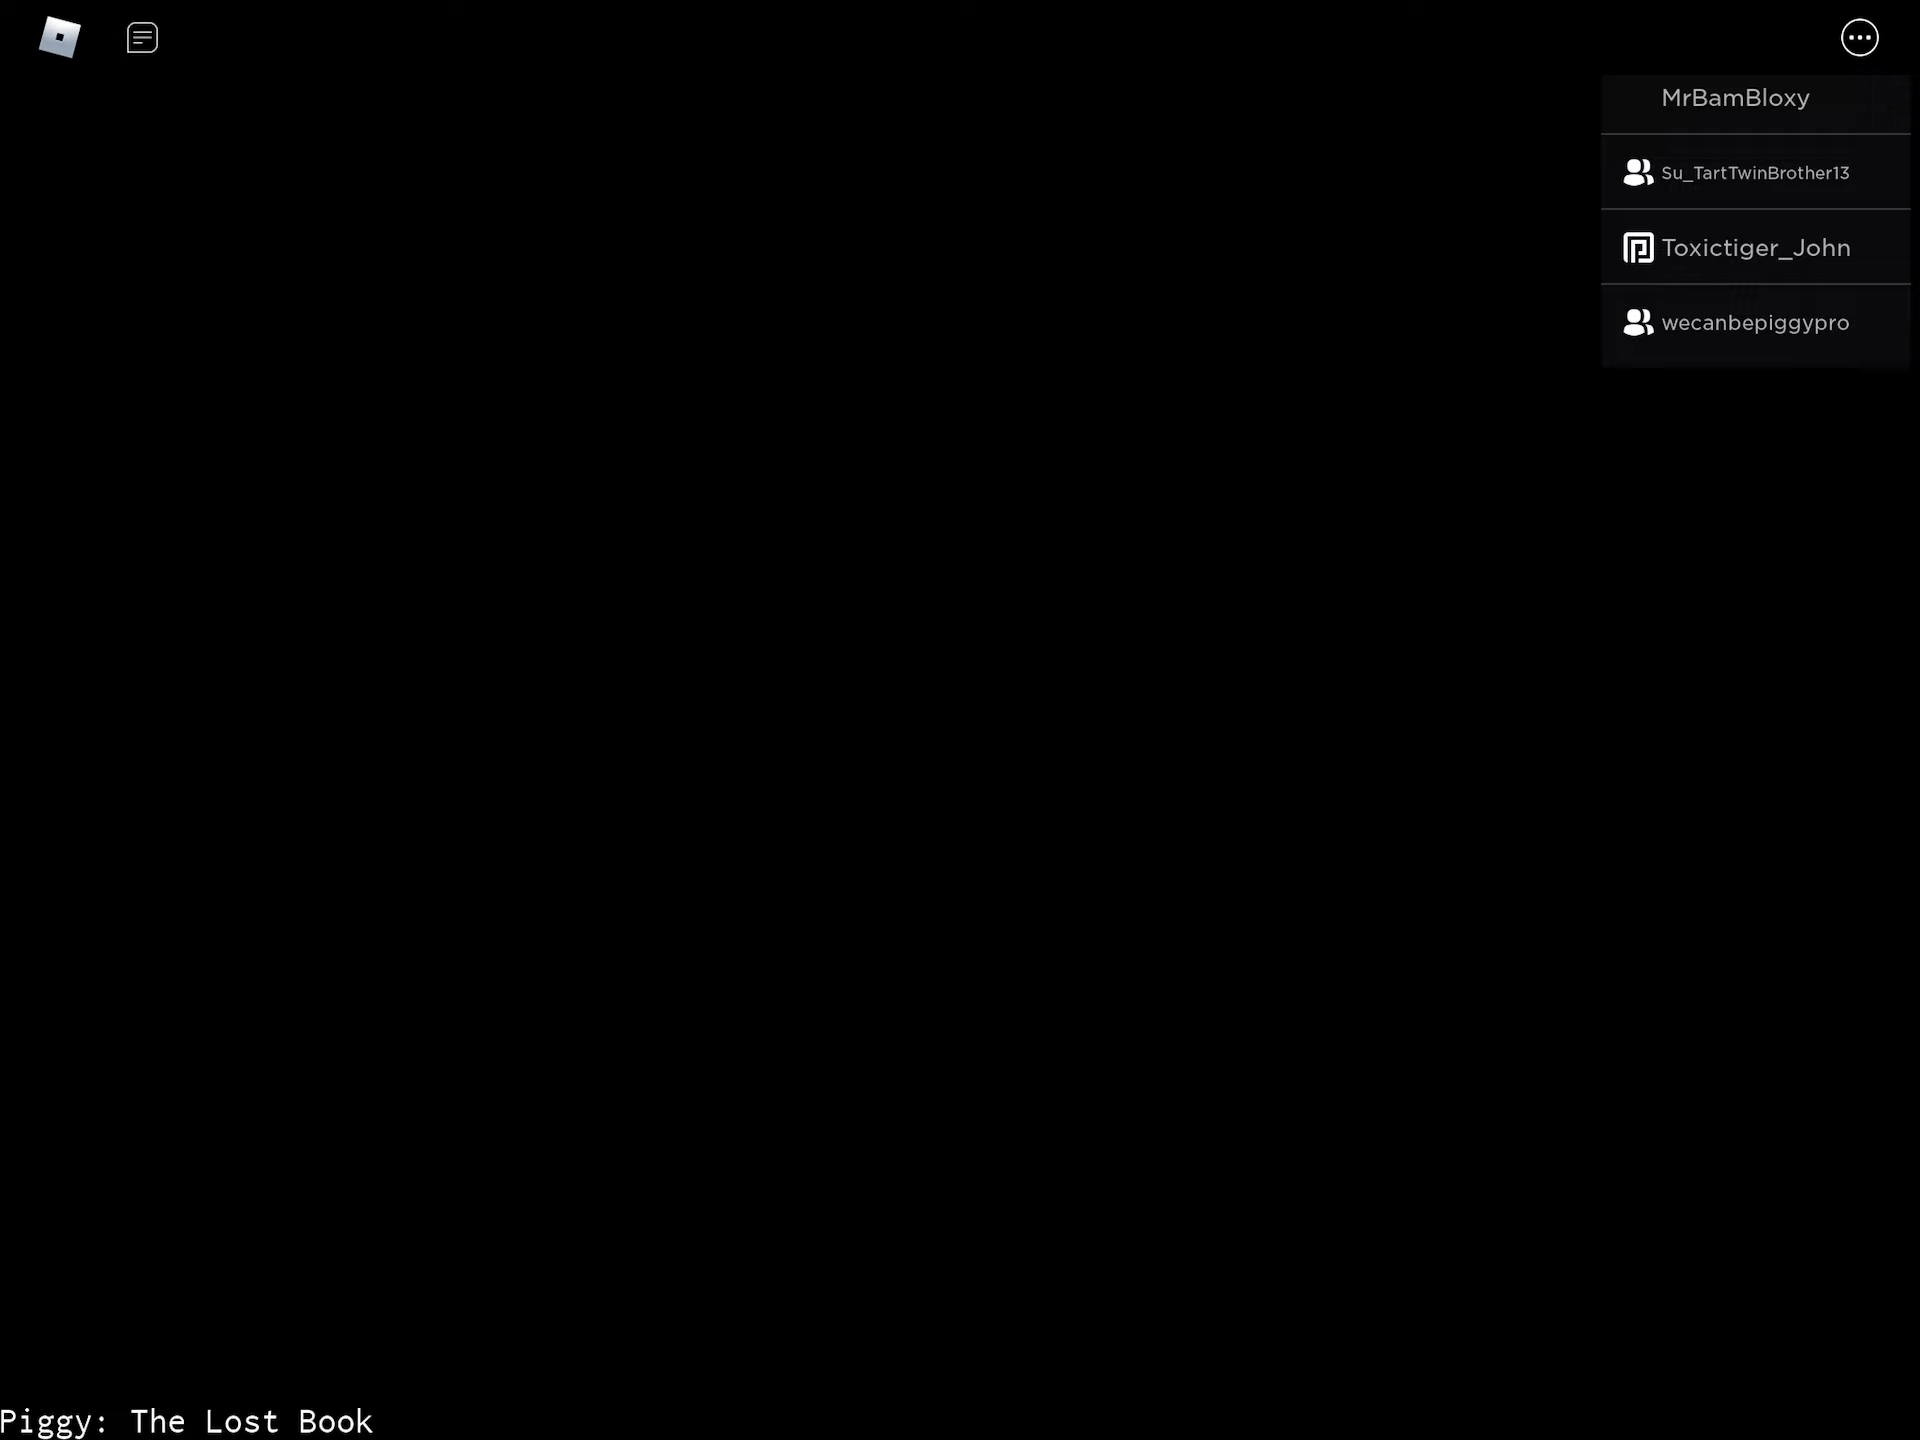 MrBamBloxy
Su_TartTwinBrother13
Toxictiger_John
wecanbepiggypro
Piggy: The Lost Book